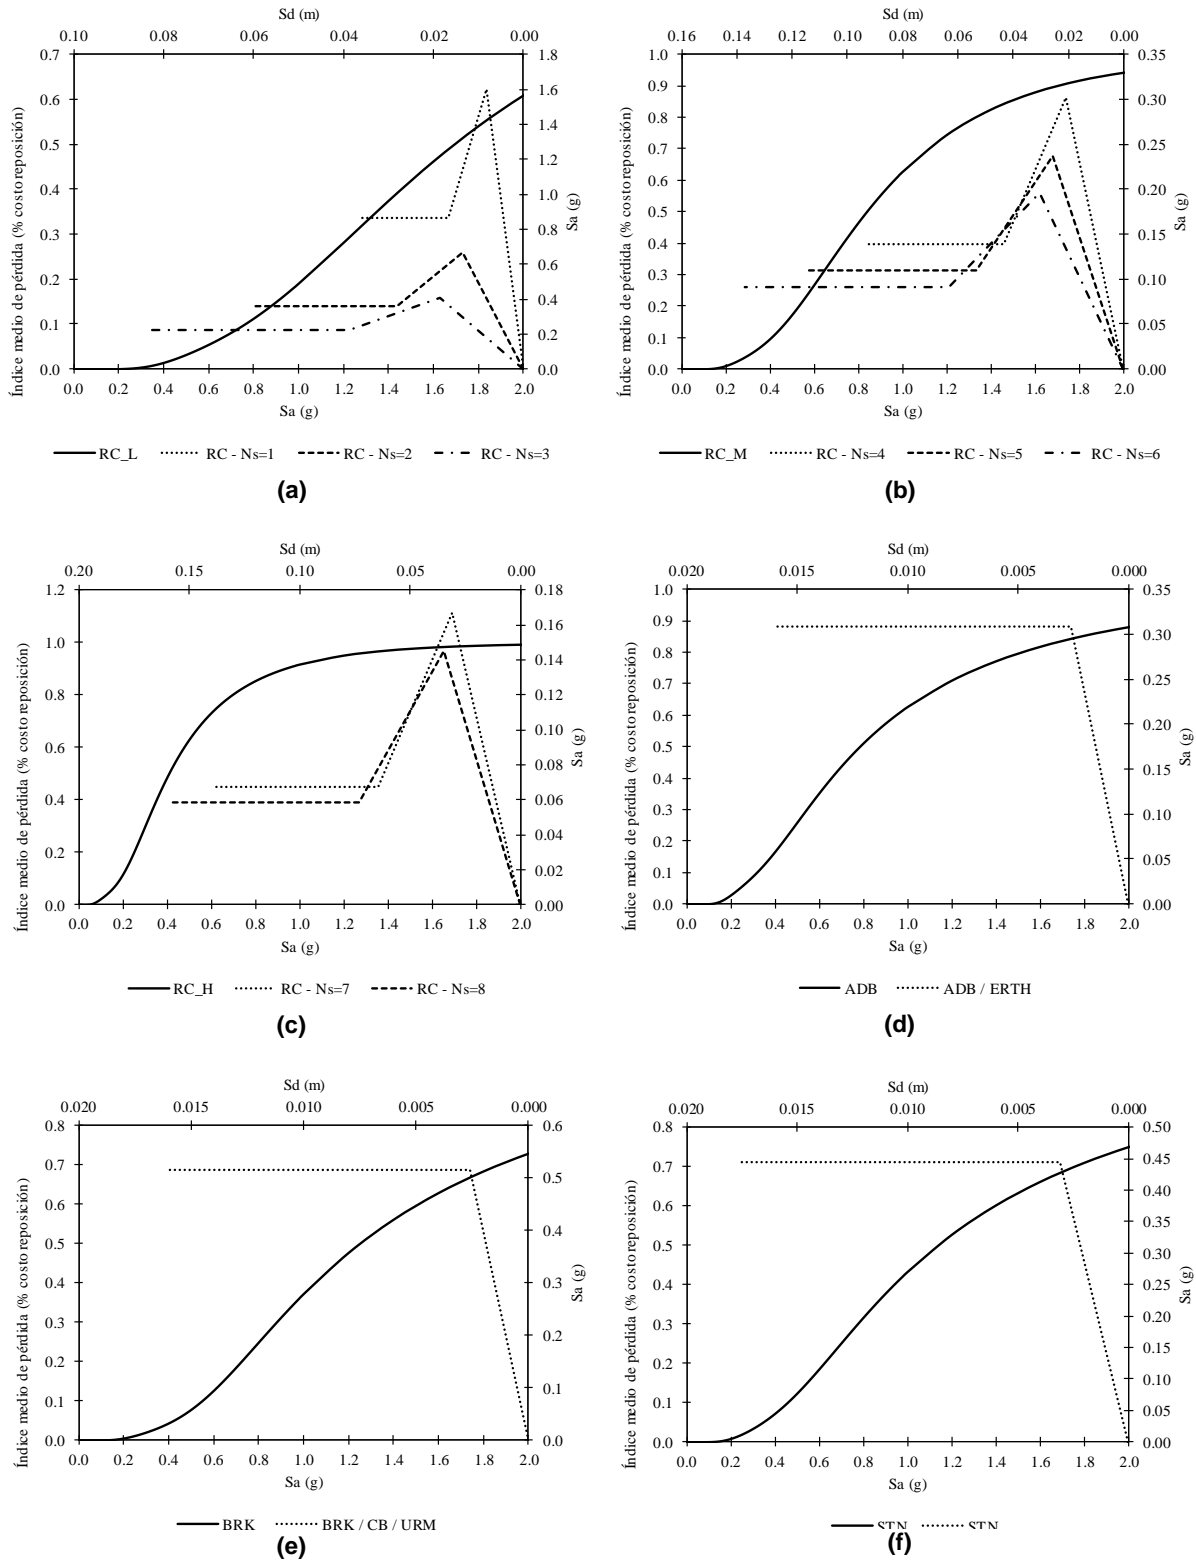 Sd (m)
0.10 0.08 0.06 0.04 0.02 0.00
0.7 0.6 0.5 0.4 0.3 0.2 0.1 0.0
Índice medio de pérdida (% costo reposición)
1.8 1.6 1.4 1.2 1.0 0.8 0.6 0.4 0.2 0.0
Sa (g)
0.0 0.2 0.4 0.6 0.8 1.0 1.2 1.4 1.6 1.8 2.0
Sa (g)
RC_L RC - Ns=1 RC - Ns=2 RC - Ns=3
(a)
Sd (m)
0.16 0.14 0.12 0.10 0.08 0.06 0.04 0.02 0.00
1.0 0.9 0.8 0.7 0.6 0.5 0.4 0.3 0.2 0.1 0.0
Índice medio de pérdida (% costo reposición)
0.35 0.30 0.25 0.20 0.15 0.10 0.05 0.00
Sa (g)
0.0 0.2 0.4 0.6 0.8 1.0 1.2 1.4 1.6 1.8 2.0
Sa (g)
RC_M RC - Ns=4 RC - Ns=5 RC - Ns=6
(b)
Sd (m)
0.20 0.15 0.10 0.05 0.00
1.2 1.0 0.8 0.6 0.4 0.2 0.0
Índice medio de pérdida (% costo reposición)
0.18 0.16 0.14 0.12 0.10 0.08 0.06 0.04 0.02 0.00
Sa (g)
0.0 0.2 0.4 0.6 0.8 1.0 1.2 1.4 1.6 1.8 2.0
Sa (g)
RC_H RC - Ns=7 RC - Ns=8
(c)
Sd (m)
0.020 0.015 0.010 0.005 0.000
1.0 0.9 0.8 0.7 0.6 0.5 0.4 0.3 0.2 0.1 0.0
Índice medio de pérdida (% costo reposición)
0.35 0.30 0.25 0.20 0.15 0.10 0.05 0.00
Sa (g)
0.0 0.2 0.4 0.6 0.8 1.0 1.2 1.4 1.6 1.8 2.0
Sa (g)
ADB ADB / ERTH
(d)
Sd (m)
0.020 0.015 0.010 0.005 0.000
0.8 0.7 0.6 0.5 0.4 0.3 0.2 0.1 0.0
Índice medio de pérdida (% costo reposición)
0.6 0.5 0.4 0.3 0.2 0.1 0.0
Sa (g)
0.0 0.2 0.4 0.6 0.8 1.0 1.2 1.4 1.6 1.8 2.0
Sa (g)
BRK BRK / CB / URM
(e)
Sd (m)
0.020 0.015 0.010 0.005 0.000
0.8 0.7 0.6 0.5 0.4 0.3 0.2 0.1 0.0
Índice medio de pérdida (% costo reposición)
0.50 0.45 0.40 0.35 0.30 0.25 0.20 0.15 0.10 0.05 0.00
Sa (g)
0.0 0.2 0.4 0.6 0.8 1.0 1.2 1.4 1.6 1.8 2.0
Sa (g)
STN STN
(f)